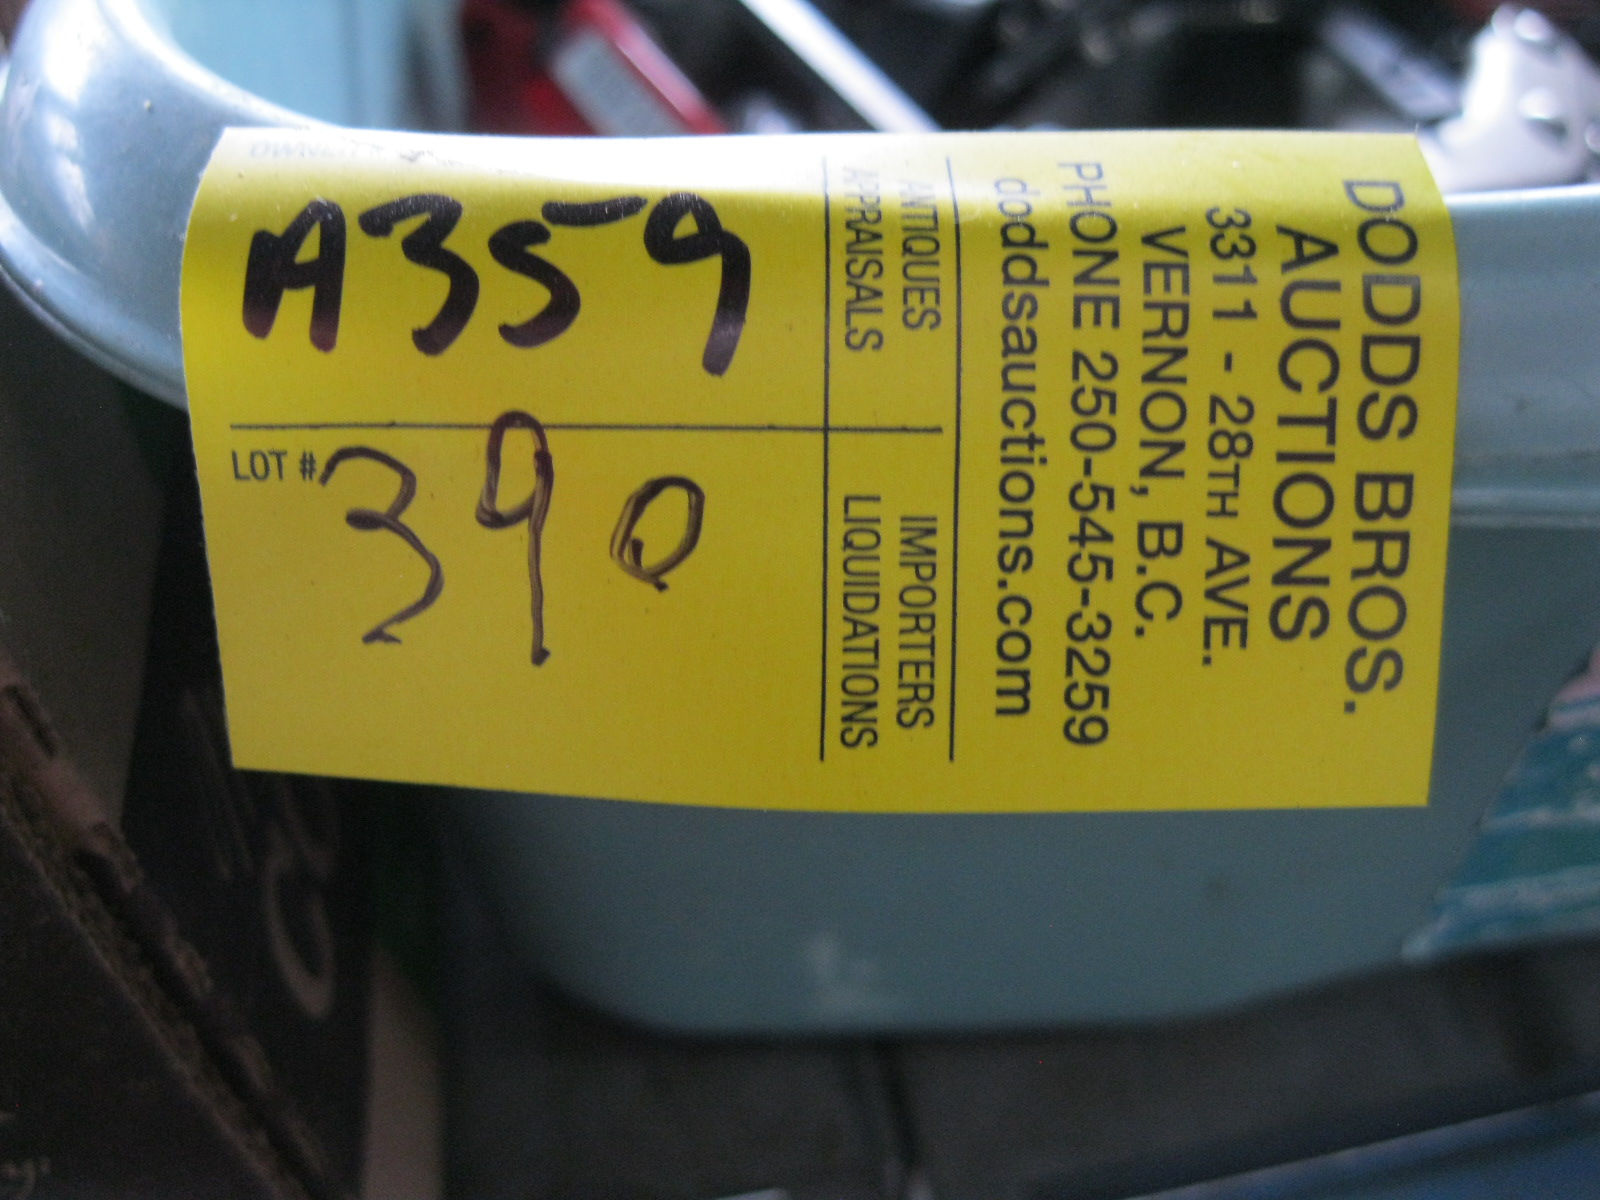 DODDS BROS.
AUCTIONS
3311 - 28TH AVE.
VERNON, B.C.
PHONE 250-545-3259
doddsauctions.com
ANTIQUES IMPORTERS
APPRAISALS LIQUIDATIONS
A359
LOT #
390